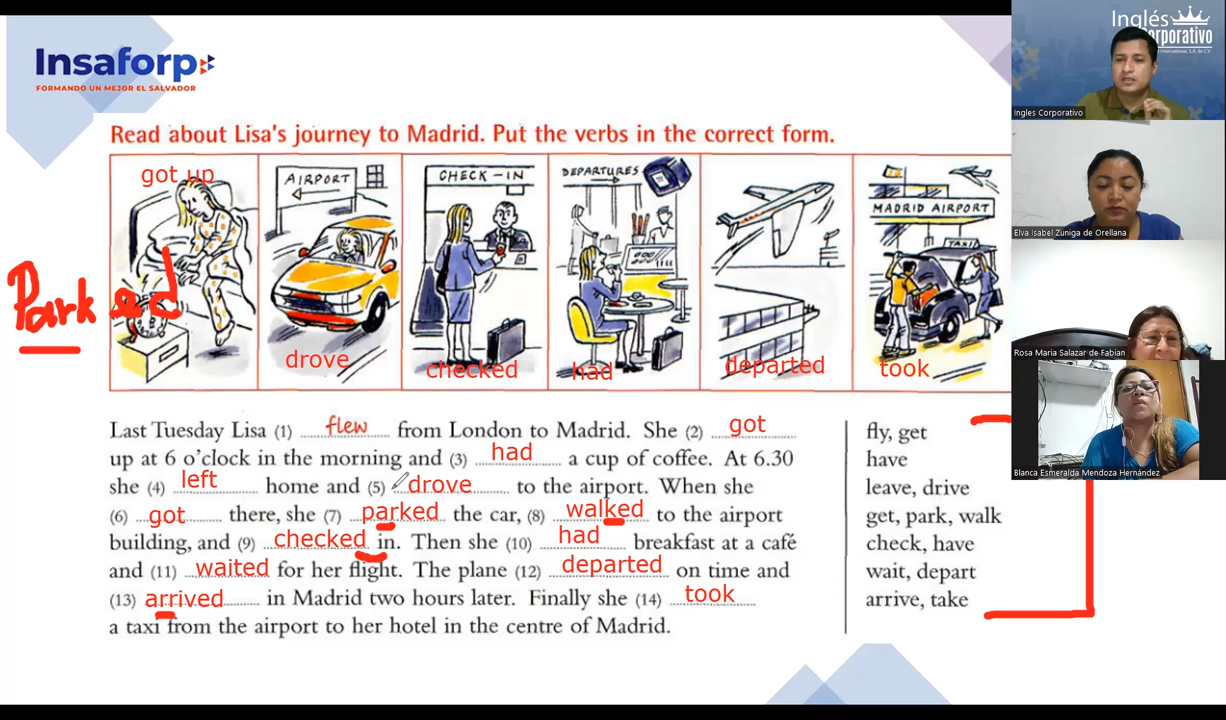 Inglés
Corporativo
Insaforp
FORMANDO UN MEJOR EL SALVADOR
Ingles Corporativo
Read about Lisa's journey to Madrid. Put the verbs in the correct form.
got up
AIRPORT
CHECK-IN
DEPARTURES
MADRID AIRPORT
TAXI
Elva Isabel Zuniga de Orellana
Parked
drove
checked
had
departed
took
Rosa Maria Salazar de Fabian
Last Tuesday Lisa (1) flew from London to Madrid. She (2) got
up at 6 o'clock in the morning and (3) had a cup of coffee. At 6.30
she (4) left home and (5) drove to the airport. When she
(6) got there, she (7) parked the car, (8) walked to the airport
building, and (9) checked in. Then she (10) had breakfast at a café
and (11) waited for her flight. The plane (12) departed on time and
(13) arrived in Madrid two hours later. Finally she (14) took
a taxi from the airport to her hotel in the centre of Madrid.
fly, get
have
leave, drive
get, park, walk
check, have
wait, depart
arrive, take
Blanca Esmeralda Mendoza Hernández